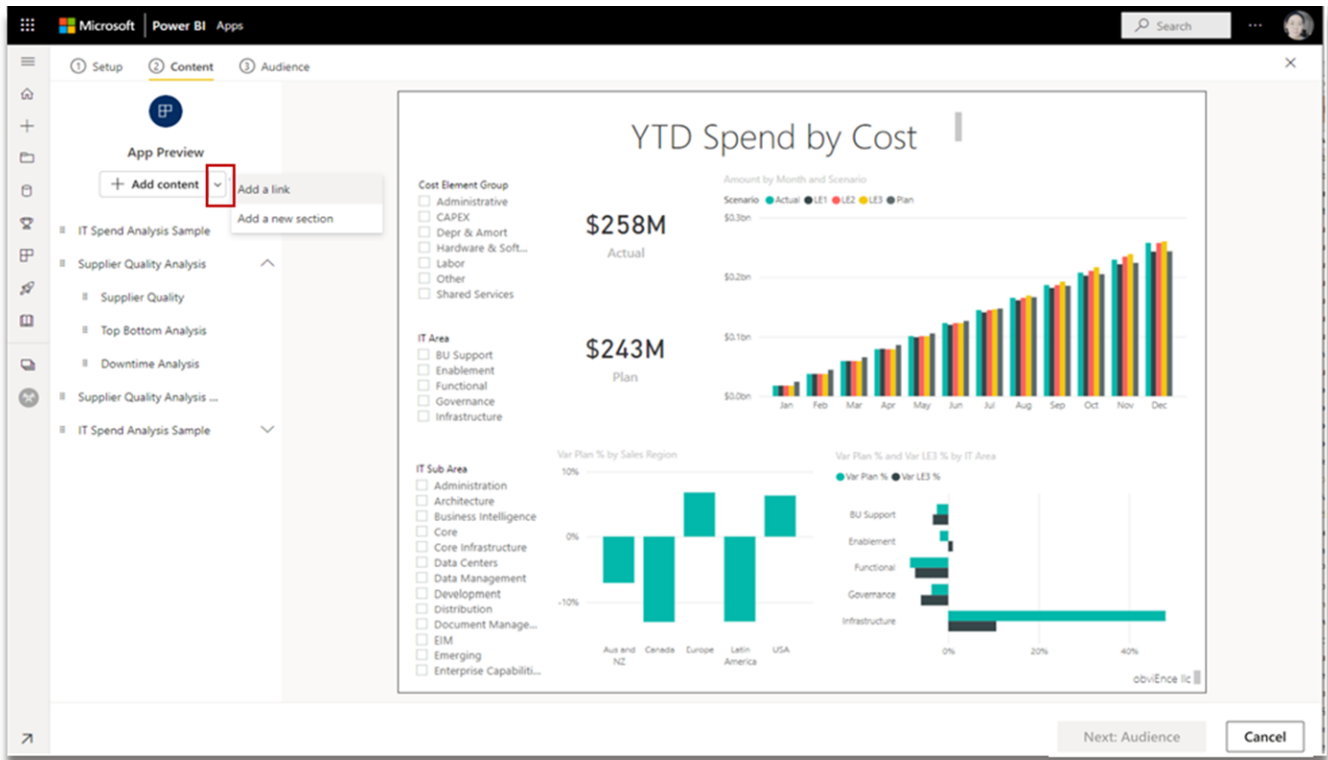 Microsoft Power BI Apps
Search
1 Setup 2 Content 3 Audience
App Preview
Add content
Add a link
Add a new section
IT Spend Analysis Sample
Supplier Quality Analysis
Supplier Quality
Top Bottom Analysis
Downtime Analysis
Supplier Quality Analysis ...
IT Spend Analysis Sample
YTD Spend by Cost
Cost Element Group
Administrative
CAPEX
Depr & Amort
Hardware & Soft...
Labor
Other
Shared Services
$258M
Actual
IT Area
BU Support
Enablement
Functional
Governance
Infrastructure
$243M
Plan
Amount by Month and Scenario
Scenario Actual LE1 LE2 LE3 Plan
$0.3bn
$0.2bn
$0.1bn
$0.0bn
Jan Feb Mar Apr May Jun Jul Aug Sep Oct Nov Dec
IT Sub Area
Administration
Architecture
Business Intelligence
Core
Core Infrastructure
Data Centers
Data Management
Development
Distribution
Document Manage...
EIM
Emerging
Enterprise Capabiliti...
Var Plan % by Sales Region
10%
0%
-10%
Aus and NZ Canada Europe Latin America USA
Var Plan % and Var LE3 % by IT Area
Var Plan % Var LE3 %
BU Support
Enablement
Functional
Governance
Infrastructure
0% 20% 40%
obviEnce llc
Next: Audience
Cancel